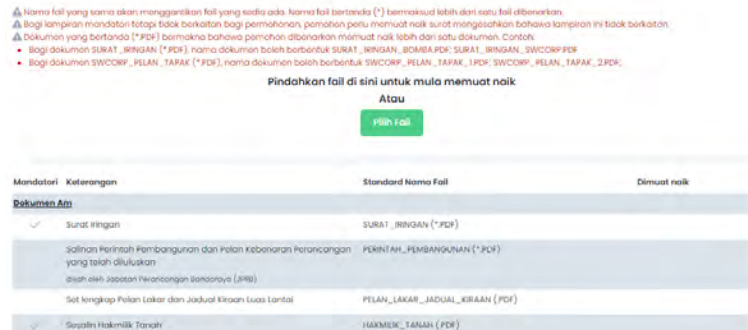 Nama fail yang sama akan menggantikan fail yang sedia ada. Nama fail bertanda (*) bermaksud lebih dari satu fail dibenarkan.
Bagi lampiran mandatori tetapi tidak berkaitan bagi permohonan, pemohon perlu memuat naik surat mengesahkan bahawa lampiran ini tidak berkaitan.
Dokumen yang bertanda (*PDF) bermakna bahawa pemohon dibenarkan memuat naik lebih dari satu dokumen. Contoh:
Bagi dokumen SURAT_IRINGAN (*.PDF), nama dokumen boleh berbentuk SURAT_IRINGAN_BOMBA.PDF; SURAT_IRINGAN_SWCORP.PDF
Bagi dokumen SWCORP_PELAN_TAPAK (*.PDF), nama dokumen boleh berbentuk SWCORP_PELAN_TAPAK_1.PDF; SWCORP_PELAN_TAPAK_2.PDF;
Pindahkan fail di sini untuk mula memuat naik
Atau
Pilih Fail
Mandatori Keterangan Standard Nama Fail Dimuat naik
Dokumen Am
Surat Iringan SURAT_IRINGAN (*.PDF)
Salinan Perintah Pembangunan dan Pelan Kebenaran Perancangan PERINTAH_PEMBANGUNAN (*.PDF)
yang telah diluluskan
oleh Jabatan Perancangan Bandaraya (JPRB)
Set lengkap Pelan Lakar dan Jadual Kiraan Luas Lantai PELAN_LAKAR_JADUAL_KIRAAN (.PDF)
Sesalin Hakmilik Tanah HAKMILIK_TANAH (.PDF)